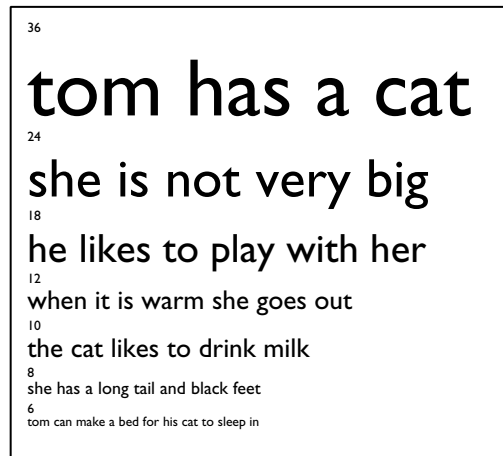 36
tom has a cat
24
she is not very big
18
he likes to play with her
12
when it is warm she goes out
10
the cat likes to drink milk
8
she has a long tail and black feet
6
tom can make a bed for his cat to sleep in